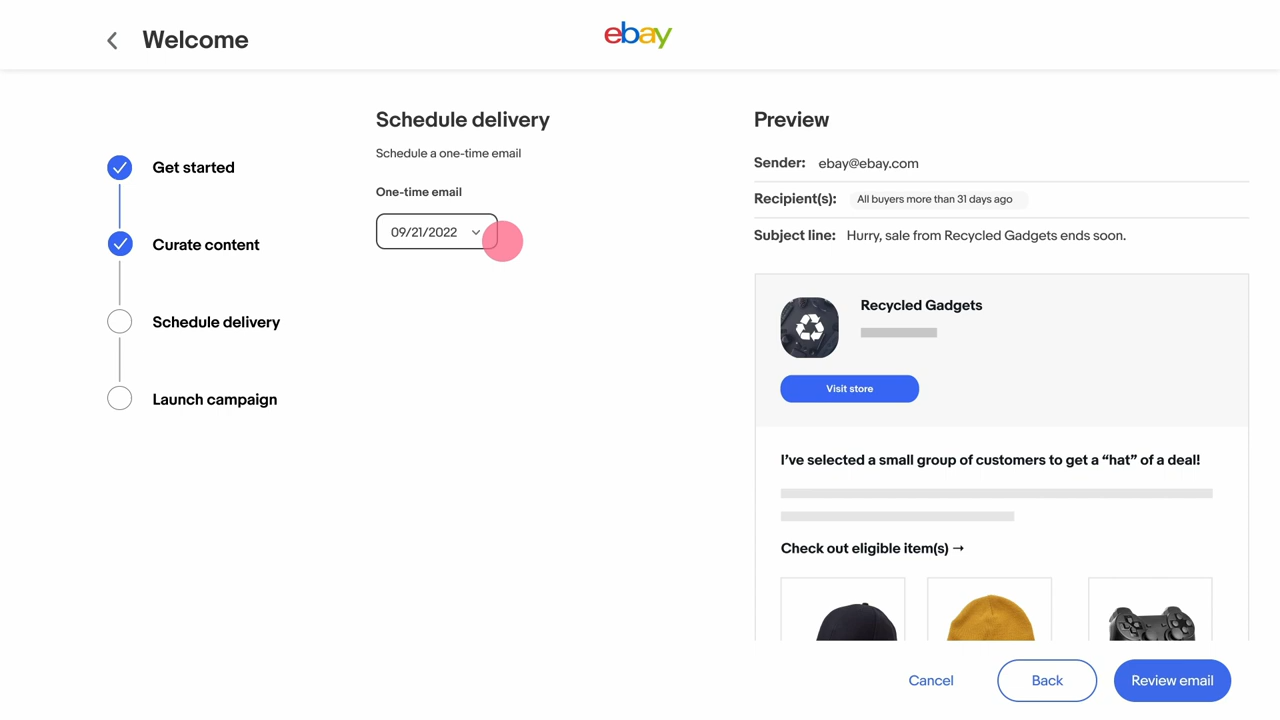 Welcome
ebay
Get started
Curate content
Schedule delivery
Launch campaign
Schedule delivery
Schedule a one-time email
One-time email
09/21/2022
Preview
Sender: ebay@ebay.com
Recipient(s): All buyers more than 31 days ago
Subject line: Hurry, sale from Recycled Gadgets ends soon.
Recycled Gadgets
Visit store
I’ve selected a small group of customers to get a “hat” of a deal!
Check out eligible item(s) →
Cancel
Back
Review email